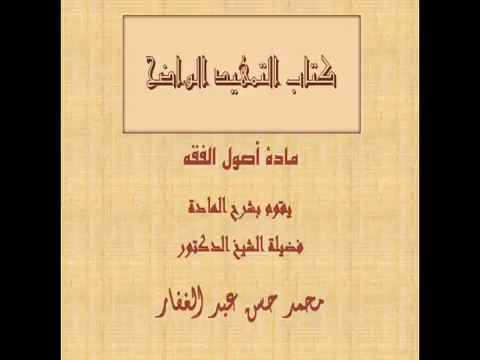 كتاب التمهيد الواضح
مادة أصول الفقه
يقوم بشرح المادة
فضيلة الشيخ الدكتور
محمد حسن عبد الغفار